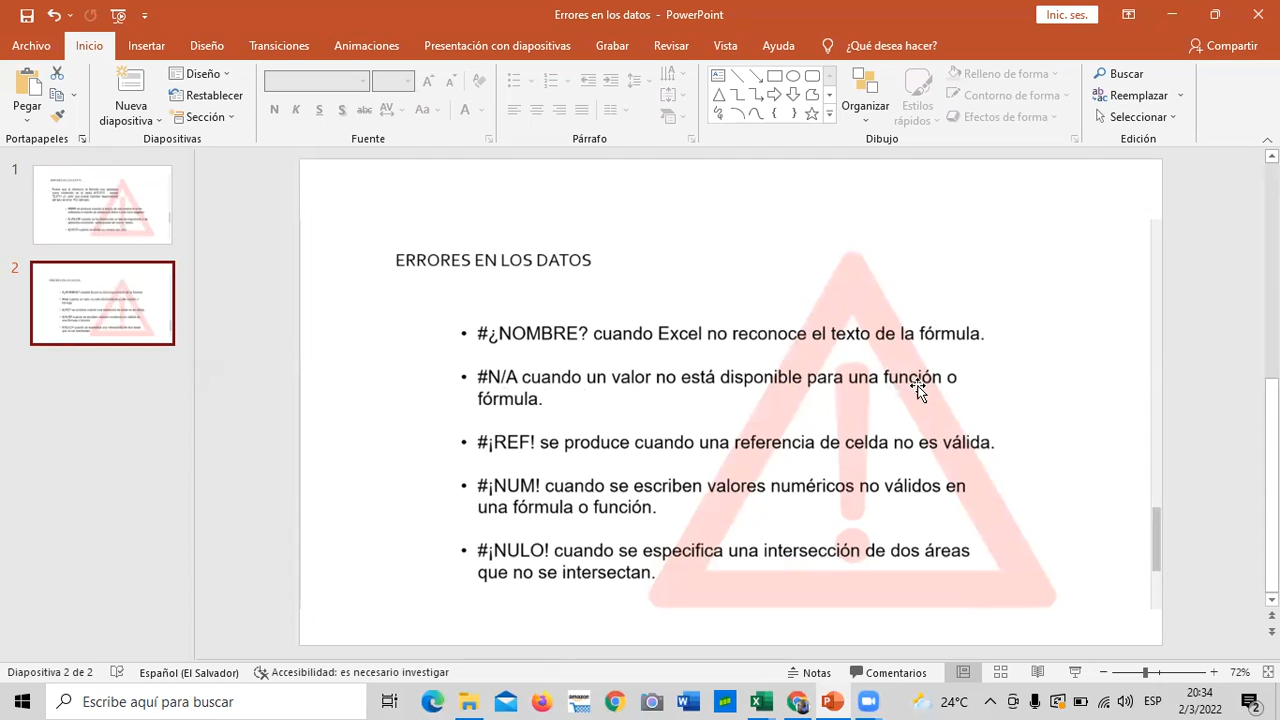 Errores en los datos - PowerPoint
Inic. ses.
Archivo Inicio Insertar Diseño Transiciones Animaciones Presentación con diapositivas Grabar Revisar Vista Ayuda ¿Qué desea hacer? Compartir
Pegar
Nueva diapositiva
Diseño
Restablecer
Sección
N K S S abc AV Aa A
Organizar
Estilos rápidos
Relleno de forma
Contorno de forma
Efectos de forma
Buscar
Reemplazar
Seleccionar
Portapapeles Diapositivas Fuente Párrafo Dibujo Edición
1
2
ERRORES EN LOS DATOS
• #¿NOMBRE? cuando Excel no reconoce el texto de la fórmula.
• #N/A cuando un valor no está disponible para una función o
fórmula.
• #¡REF! se produce cuando una referencia de celda no es válida.
• #¡NUM! cuando se escriben valores numéricos no válidos en
una fórmula o función.
• #¡NULO! cuando se especifica una intersección de dos áreas
que no se intersectan.
Diapositiva 2 de 2 Español (El Salvador) Accesibilidad: es necesario investigar Notas Comentarios 72%
Escribe aquí para buscar
amazon
24°C
ESP
20:34
2/3/2022
2